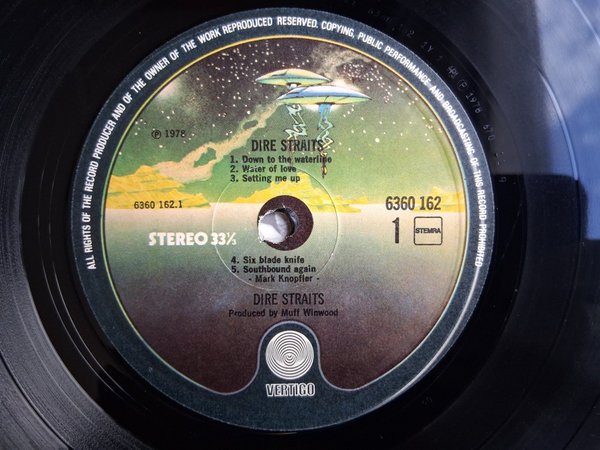 ALL RIGHTS OF THE RECORD PRODUCER AND OF THE OWNER OF THE WORK REPRODUCED RESERVED. COPYING, PUBLIC PERFORMANCE AND BROADCASTING OF THIS RECORD PROHIBITED
℗ 1978
DIRE STRAITS
1. Down to the waterline
2. Water of love
3. Setting me up
6360 162.1
6360 162
STEREO 33⅓
1
STEMRA
4. Six blade knife
5. Southbound again
- Mark Knopfler -
DIRE STRAITS
Produced by Muff Winwood
VERTIGO